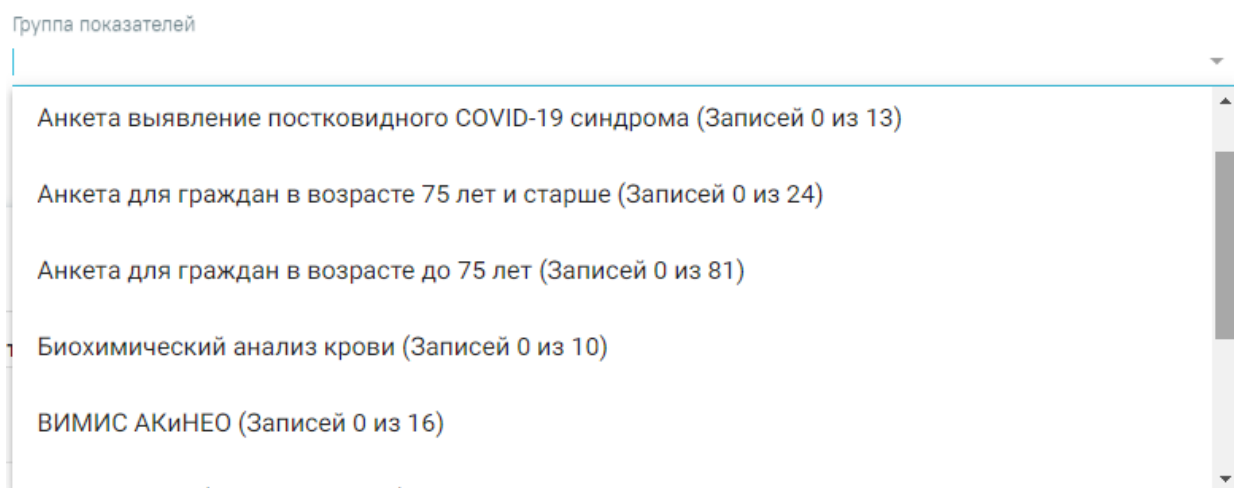 Группа показателей
Анкета выявление постковидного COVID-19 синдрома (Записей 0 из 13)
Анкета для граждан в возрасте 75 лет и старше (Записей 0 из 24)
Анкета для граждан в возрасте до 75 лет (Записей 0 из 81)
Биохимический анализ крови (Записей 0 из 10)
ВИМИС АКиНЕО (Записей 0 из 16)